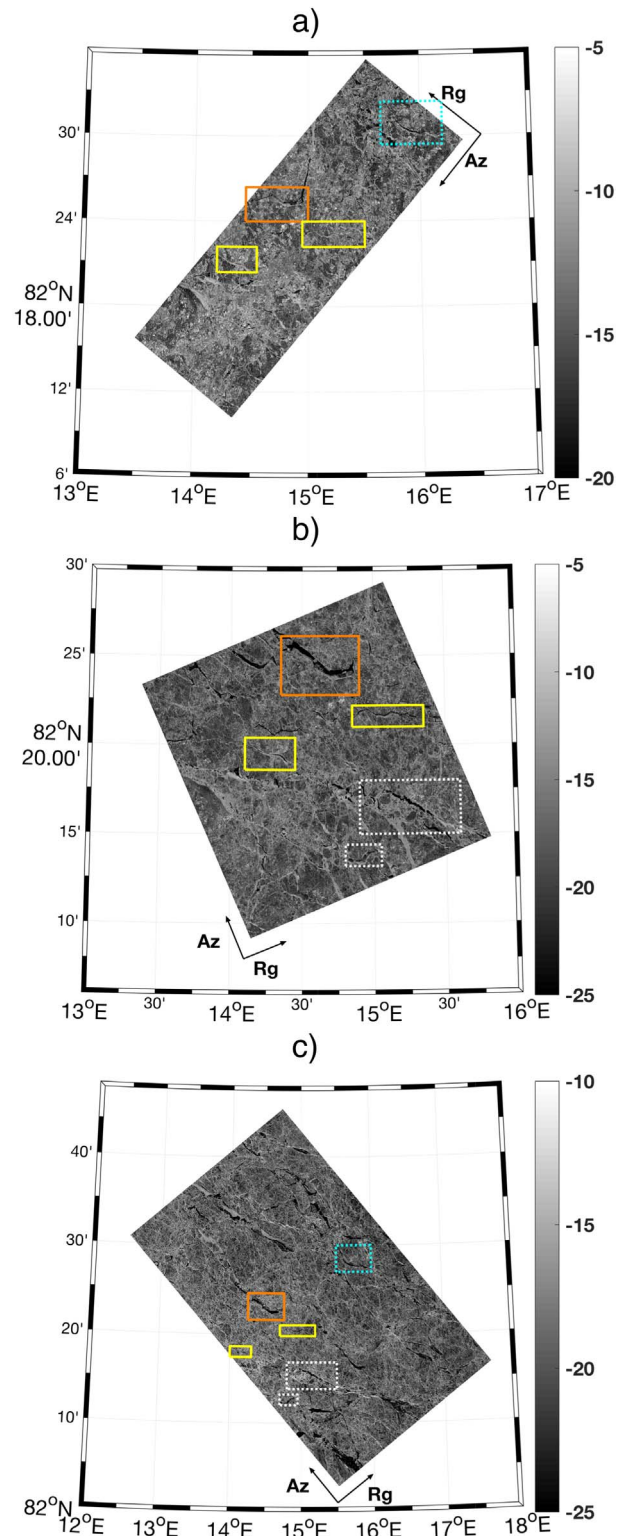 a)
-5
Rg
30'
Az
-10
24'
82°N
18.00'
-15
12'
6'
-20
13°E 14°E 15°E 16°E 17°E
b)
30'
-5
25'
-10
82°N
20.00'
-15
15'
-20
10'
Az
Rg
-25
13°E 30' 14°E 30' 15°E 30' 16°E
c)
-10
40'
30'
-15
20'
-20
10'
Az
Rg
82°N
-25
12°E 13°E 14°E 15°E 16°E 17°E 18°E